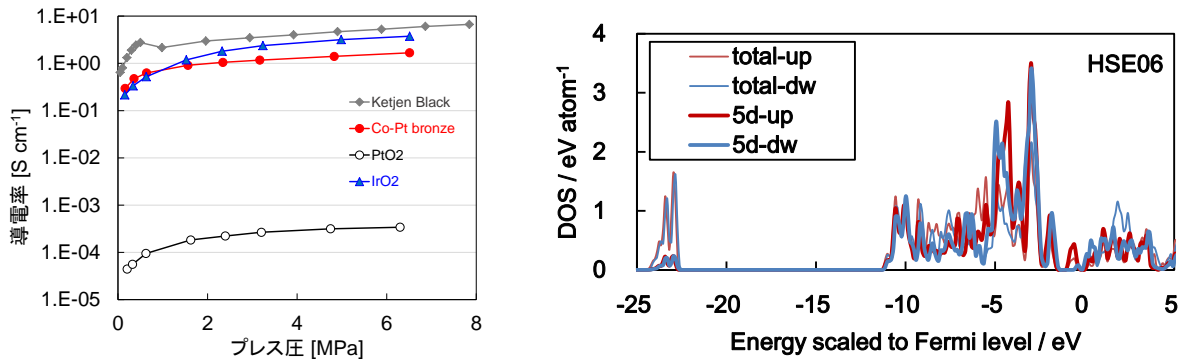 1.E+01
1.E+00
1.E-01
1.E-02
1.E-03
1.E-04
1.E-05
導電率 [S cm-1]
0
2
4
6
8
プレス圧 [MPa]
Ketjen Black
Co-Pt bronze
PtO2
IrO2
4
3
2
1
0
DOS / eV atom⁻¹
total-up
total-dw
5d-up
5d-dw
HSE06
-25
-20
-15
-10
-5
0
5
Energy scaled to Fermi level / eV